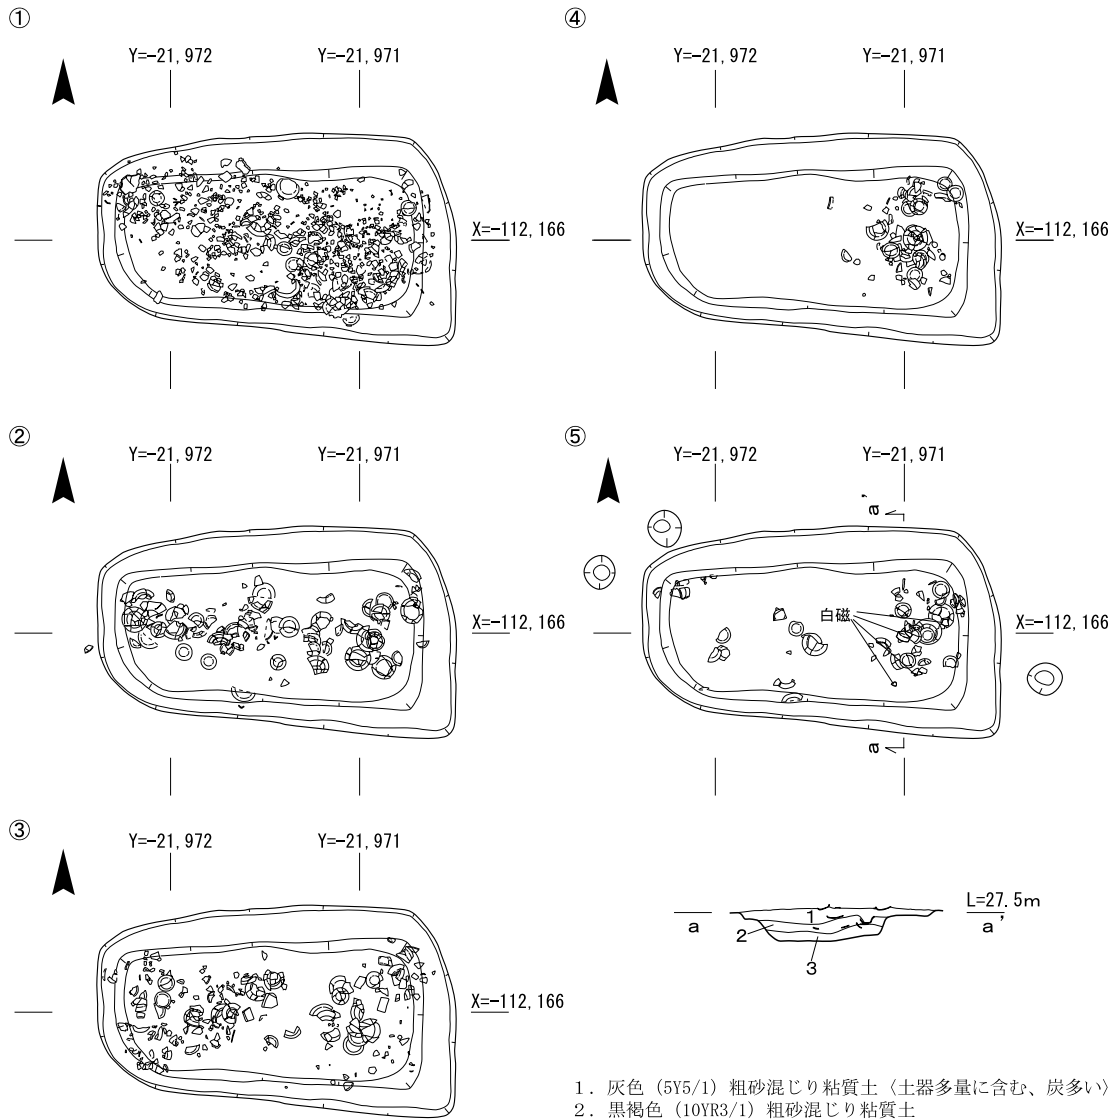 ①
Y=-21,972 Y=-21,971
X=-112,166
②
Y=-21,972 Y=-21,971
X=-112,166
③
Y=-21,972 Y=-21,971
X=-112,166
④
Y=-21,972 Y=-21,971
X=-112,166
⑤
Y=-21,972 Y=-21,971
a’
白磁
X=-112,166
a
L=27.5m
a 1 a’
2
3
1．灰色（5Y5/1）粗砂混じり粘質土〈土器多量に含む、炭多い〉
2．黒褐色（10YR3/1）粗砂混じり粘質土